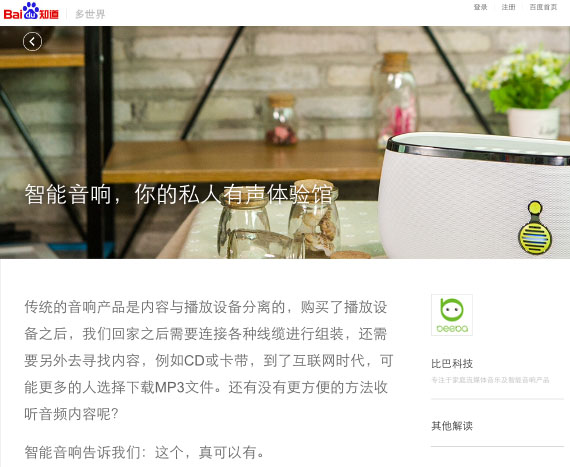 Baidu知道 多世界
登录 注册 百度首页
智能音响，你的私人有声体验馆
传统的音响产品是内容与播放设备分离的，购买了播放设
备之后，我们回家之后需要连接各种线缆进行组装，还需
要另外去寻找内容，例如CD或卡带，到了互联网时代，可
能更多的人选择下载MP3文件。还有没有更方便的方法收
听音频内容呢？
智能音响告诉我们：这个，真可以有。
beeba
比巴科技
专注于家庭流媒体音乐及智能音响产品
其他解读